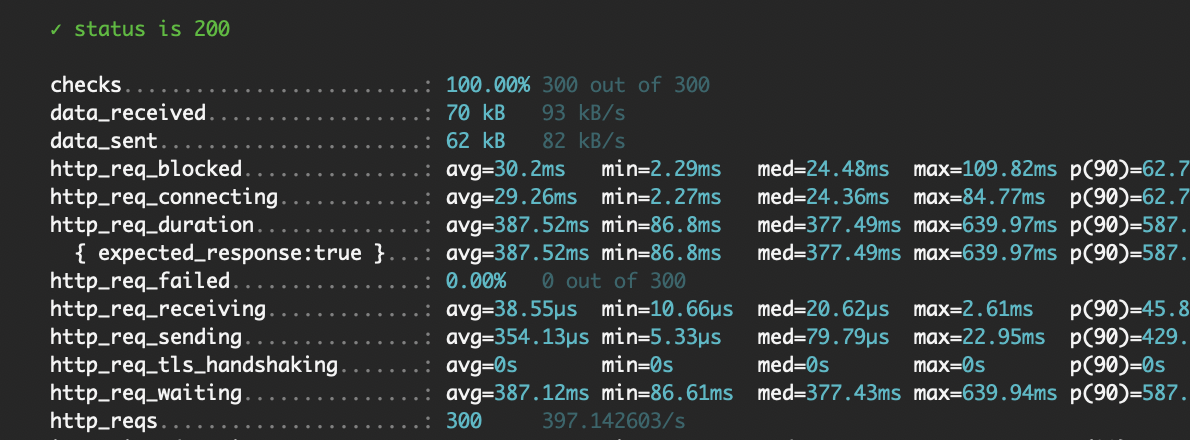 ✓ status is 200
checks.........................: 100.00% 300 out of 300
data_received..................: 70 kB 93 kB/s
data_sent......................: 62 kB 82 kB/s
http_req_blocked...............: avg=30.2ms min=2.29ms med=24.48ms max=109.82ms p(90)=62.7
http_req_connecting............: avg=29.26ms min=2.27ms med=24.36ms max=84.77ms p(90)=62.7
http_req_duration..............: avg=387.52ms min=86.8ms med=377.49ms max=639.97ms p(90)=587.
{ expected_response:true }...: avg=387.52ms min=86.8ms med=377.49ms max=639.97ms p(90)=587.
http_req_failed................: 0.00% 0 out of 300
http_req_receiving.............: avg=38.55µs min=10.66µs med=20.62µs max=2.61ms p(90)=45.8
http_req_sending...............: avg=354.13µs min=5.33µs med=79.79µs max=22.95ms p(90)=429.
http_req_tls_handshaking.......: avg=0s min=0s med=0s max=0s p(90)=0s
http_req_waiting...............: avg=387.12ms min=86.61ms med=377.43ms max=639.94ms p(90)=587.
http_reqs......................: 300 397.142603/s